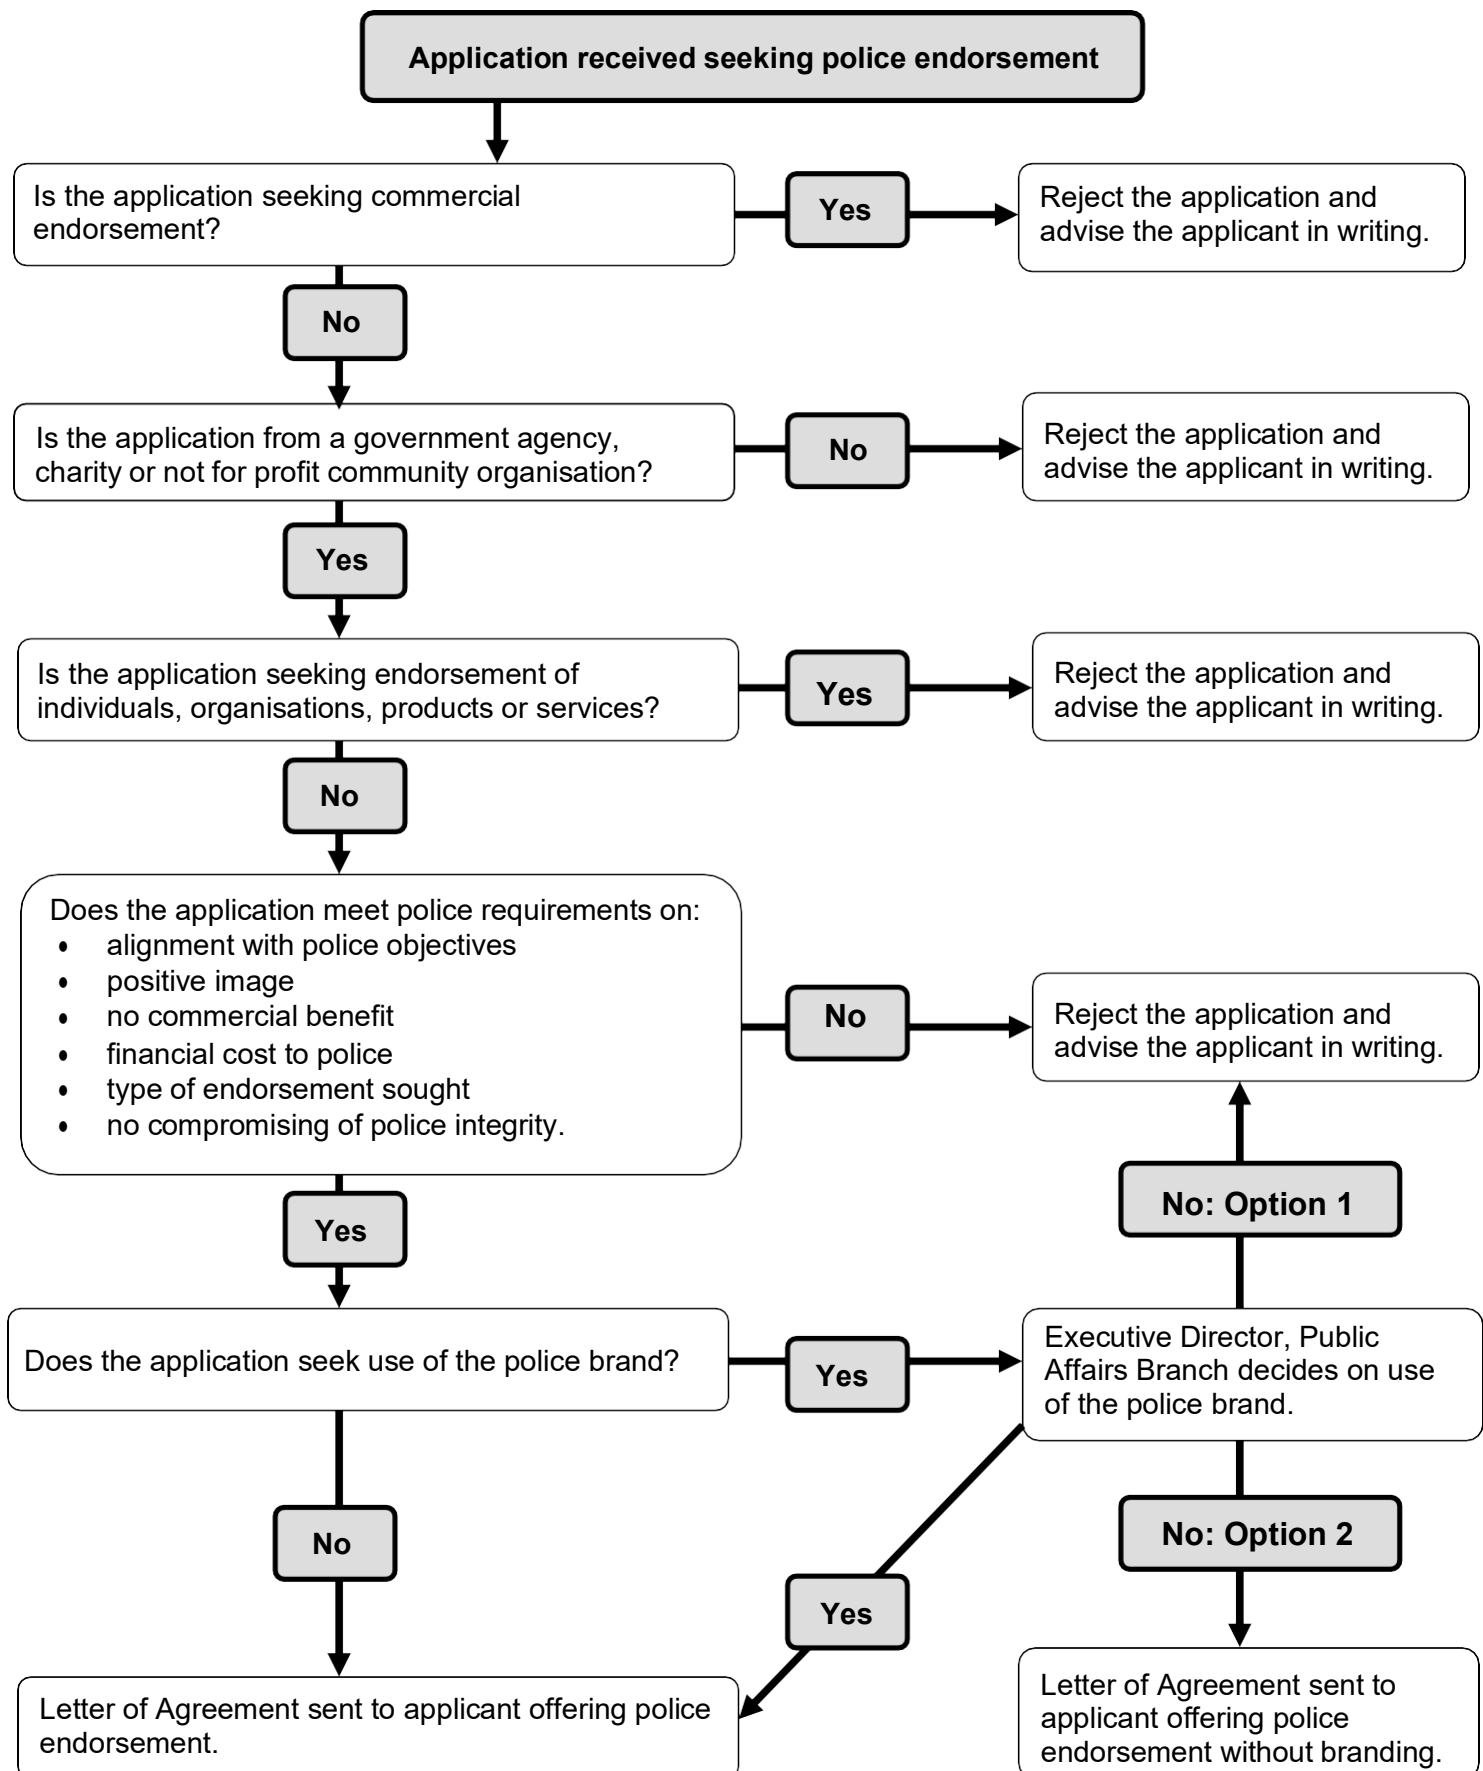 Application received seeking police endorsement
Is the application seeking commercial
endorsement?
Yes
Reject the application and
advise the applicant in writing.
No
Is the application from a government agency,
charity or not for profit community organisation?
No
Reject the application and
advise the applicant in writing.
Yes
Is the application seeking endorsement of
individuals, organisations, products or services?
Yes
Reject the application and
advise the applicant in writing.
No
Does the application meet police requirements on:
• alignment with police objectives
• positive image
• no commercial benefit
• financial cost to police
• type of endorsement sought
• no compromising of police integrity.
No
Reject the application and
advise the applicant in writing.
No: Option 1
Yes
Does the application seek use of the police brand?
Yes
Executive Director, Public
Affairs Branch decides on use
of the police brand.
No
Yes
No: Option 2
Letter of Agreement sent to applicant offering police
endorsement.
Letter of Agreement sent to
applicant offering police
endorsement without branding.